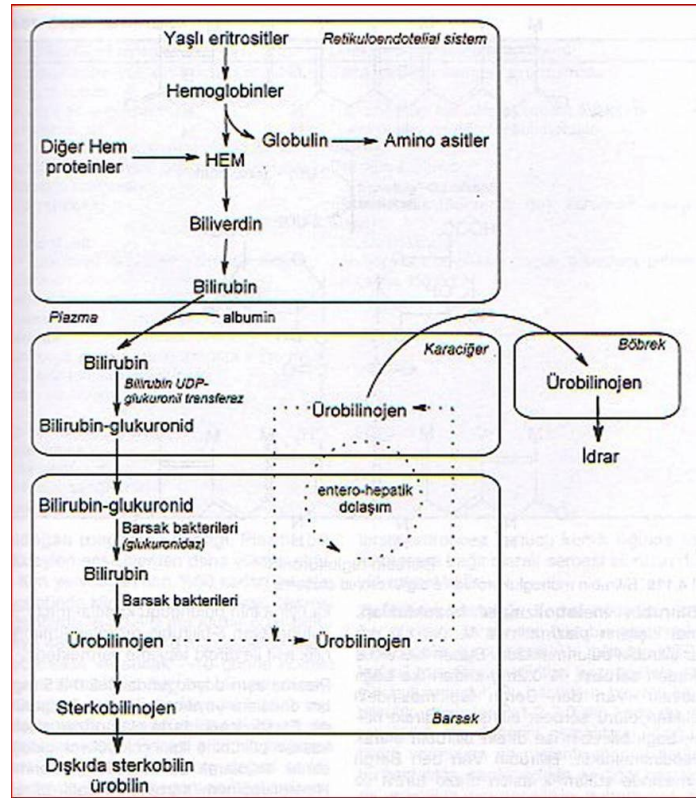 Yaşlı eritrositler
Retikuloendotelial sistem
Hemoglobinler
Globulin
Amino asitler
Diğer Hem
proteinler
HEM
Biliverdin
Bilirubin
Plazma
albumin
Karaciğer
Böbrek
Bilirubin
Bilirubin UDP-
glukuronil transferaz
Ürobilinojen
Ürobilinojen
Bilirubin-glukuronid
İdrar
Bilirubin-glukuronid
entero-hepatik
dolaşım
Barsak bakterileri
(glukuronidaz)
Bilirubin
Barsak bakterileri
Ürobilinojen
Ürobilinojen
Sterkobilinojen
Barsak
Dışkıda sterkobilin
ürobilin